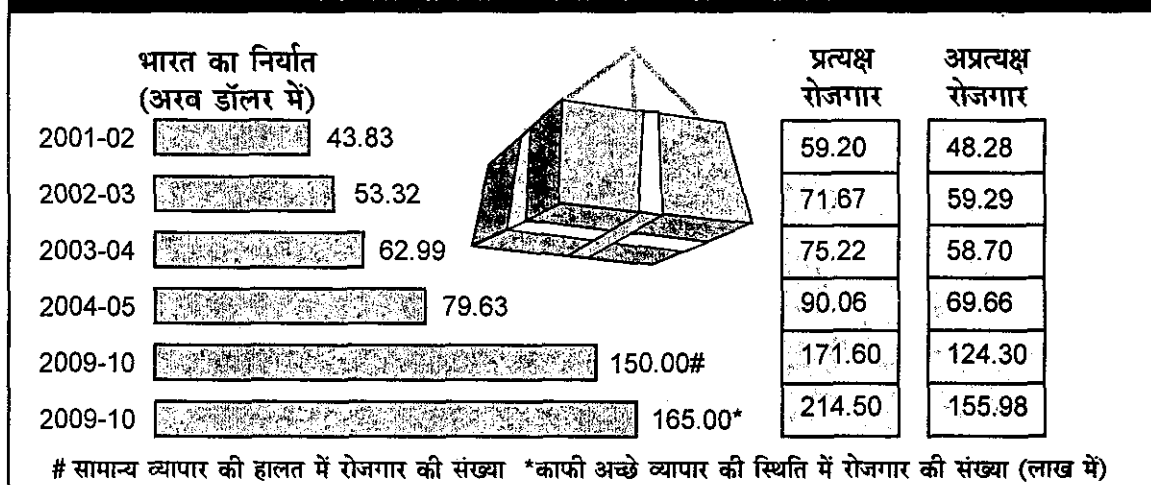 भारत का निर्यात
(अरब डॉलर में)
प्रत्यक्ष रोजगार
अप्रत्यक्ष रोजगार
2001-02 43.83 59.20 48.28
2002-03 53.32 71.67 59.29
2003-04 62.99 75.22 58.70
2004-05 79.63 90.06 69.66
2009-10 150.00# 171.60 124.30
2009-10 165.00* 214.50 155.98
# सामान्य व्यापार की हालत में रोजगार की संख्या *काफी अच्छे व्यापार की स्थिति में रोजगार की संख्या (लाख में)